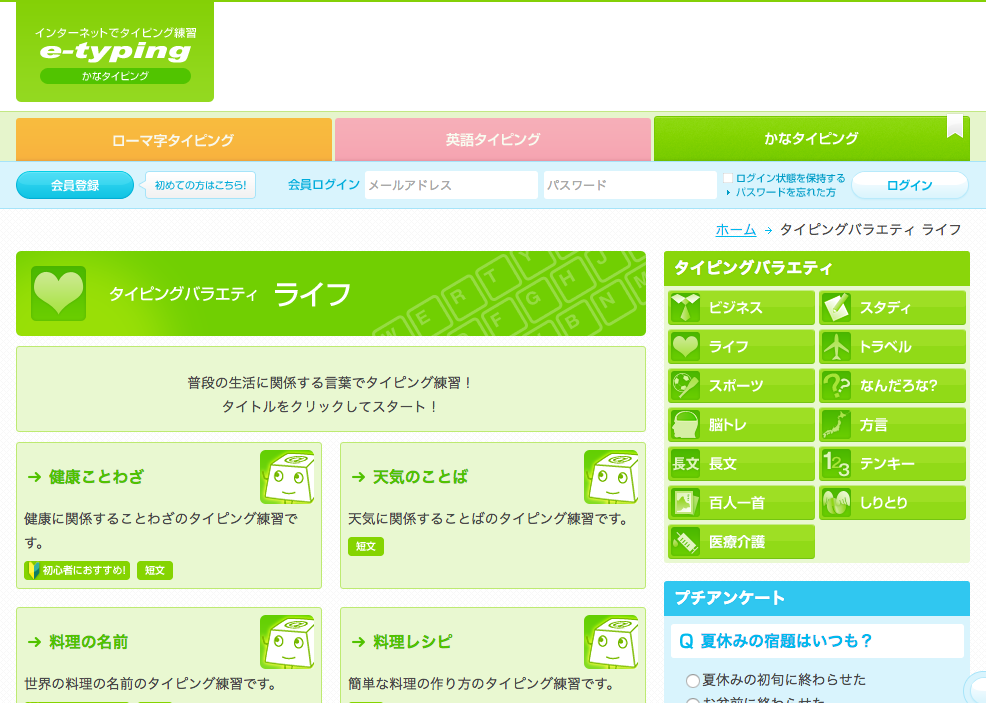 インターネットでタイピング練習
e-typing
かなタイピング
ローマ字タイピング
英語タイピング
かなタイピング
会員登録
初めての方はこちら!
会員ログイン
メールアドレス
パスワード
ログイン状態を保持する
パスワードを忘れた方
ログイン
ホーム → タイピングバラエティ ライフ
タイピングバラエティ ライフ
W E R T Y F G H J B N
普段の生活に関係する言葉でタイピング練習！
タイトルをクリックしてスタート！
→ 健康ことわざ
健康に関係することわざのタイピング練習で
す。
初心者におすすめ!
短文
→ 天気のことば
天気に関係することばのタイピング練習です。
短文
→ 料理の名前
世界の料理の名前のタイピング練習です。
→ 料理レシピ
簡単な料理の作り方のタイピング練習です。
タイピングバラエティ
ビジネス
スタディ
ライフ
トラベル
スポーツ
?? なんだろな?
脳トレ
方言
長文 長文
123 テンキー
百人一首
しりとり
医療介護
プチアンケート
Q 夏休みの宿題はいつも？
夏休みの初旬に終わらせた
お盆前に終わらせた